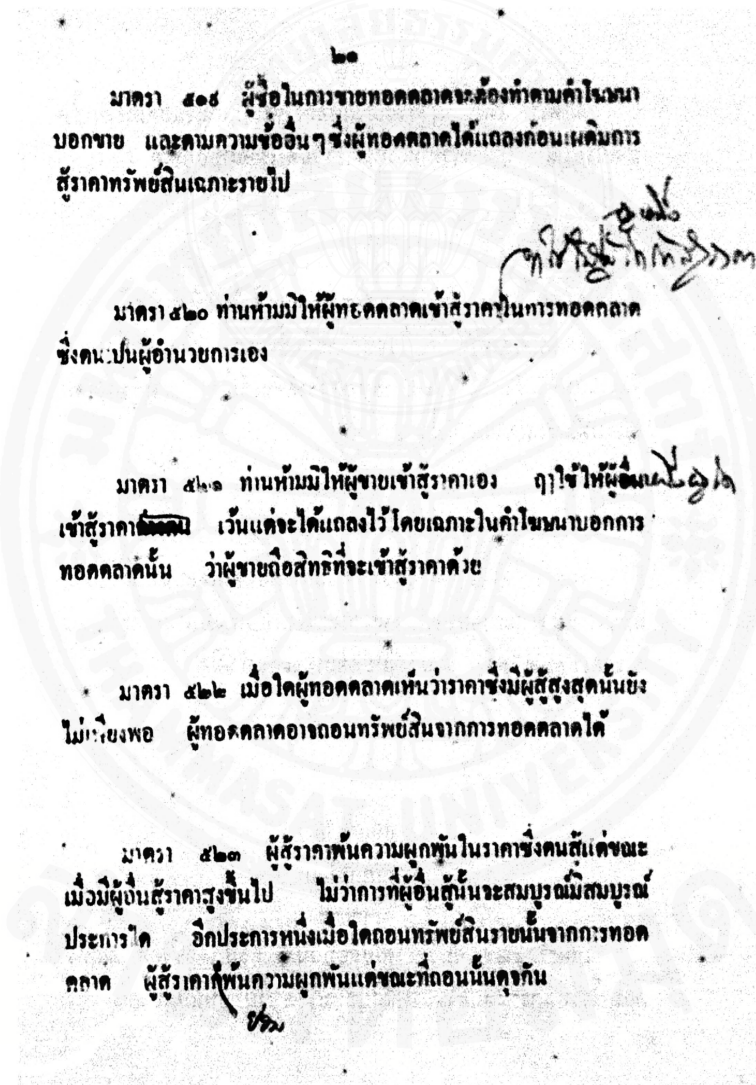 ๒๑
มาตรา ๕๑๙ ผู้ซื้อในการขายทอดตลาดจะต้องทำตามคำโฆษนา
บอกขาย และตามความข้ออื่นๆ ซึ่งผู้ทอดตลาดได้แถลงก่อนเผดิมการ
สู้ราคาทรัพย์สินเฉภาะรายไป
มาตรา ๕๒๐ ท่านห้ามมิให้ผู้ทอดตลาดเข้าสู้ราคาในการทอดตลาด
ซึ่งตนเปนผู้อำนวยการเอง
มาตรา ๕๒๑ ท่านห้ามมิให้ผู้ขายเข้าสู้ราคาเอง ฤๅใช้ให้ผู้อื่น
เข้าสู้ราคา เว้นแต่จะได้แถลงไว้โดยเฉภาะในคำโฆษนาบอกการ
ทอดตลาดนั้น ว่าผู้ขายถือสิทธิที่จะเข้าสู้ราคาด้วย
มาตรา ๕๒๒ เมื่อใดผู้ทอดตลาดเห็นว่าราคาซึ่งมีผู้สู้สูงสุดนั้นยัง
ไม่เพียงพอ ผู้ทอดตลาดอาจถอนทรัพย์สินจากการทอดตลาดได้
มาตรา ๕๒๓ ผู้สู้ราคาพ้นความผูกพันในราคาซึ่งตนสู้แต่ขณะ
เมื่อมีผู้อื่นสู้ราคาสูงขึ้นไป ไม่ว่าการที่ผู้อื่นสู้นั้นจะสมบูรณ์มิสมบูรณ์
ประการใด อีกประการหนึ่งเมื่อใดถอนทรัพย์สินรายนั้นจากการทอด
ตลาด ผู้สู้ราคาก็พ้นความผูกพันแต่ขณะที่ถอนนั้นดุจกัน
THAMMASAT UNIVERSITY